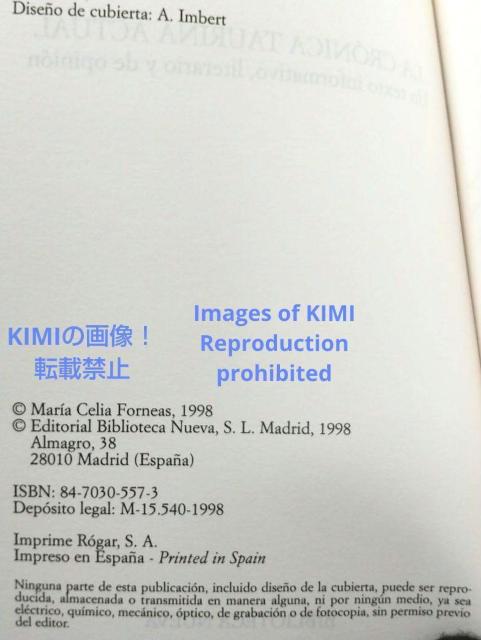 Diseño de cubierta: A. Imbert
LA CRÓNICA TAURINA ACTUAL
Un texto informativo, literario y de opinión
Images of KIMI
Reproduction
prohibited
KIMIの画像！
転載禁止
© María Celia Forneas, 1998
© Editorial Biblioteca Nueva, S. L. Madrid, 1998
Almagro, 38
28010 Madrid (España)
ISBN: 84-7030-557-3
Depósito legal: M-15.540-1998
Imprime Rógar, S. A.
Impreso en España - Printed in Spain
Ninguna parte de esta publicación, incluido diseño de la cubierta, puede ser repro-
ducida, almacenada o transmitida en manera alguna, ni por ningún medio, ya sea
eléctrico, químico, mecánico, óptico, de grabación o de fotocopia, sin permiso previo
del editor.